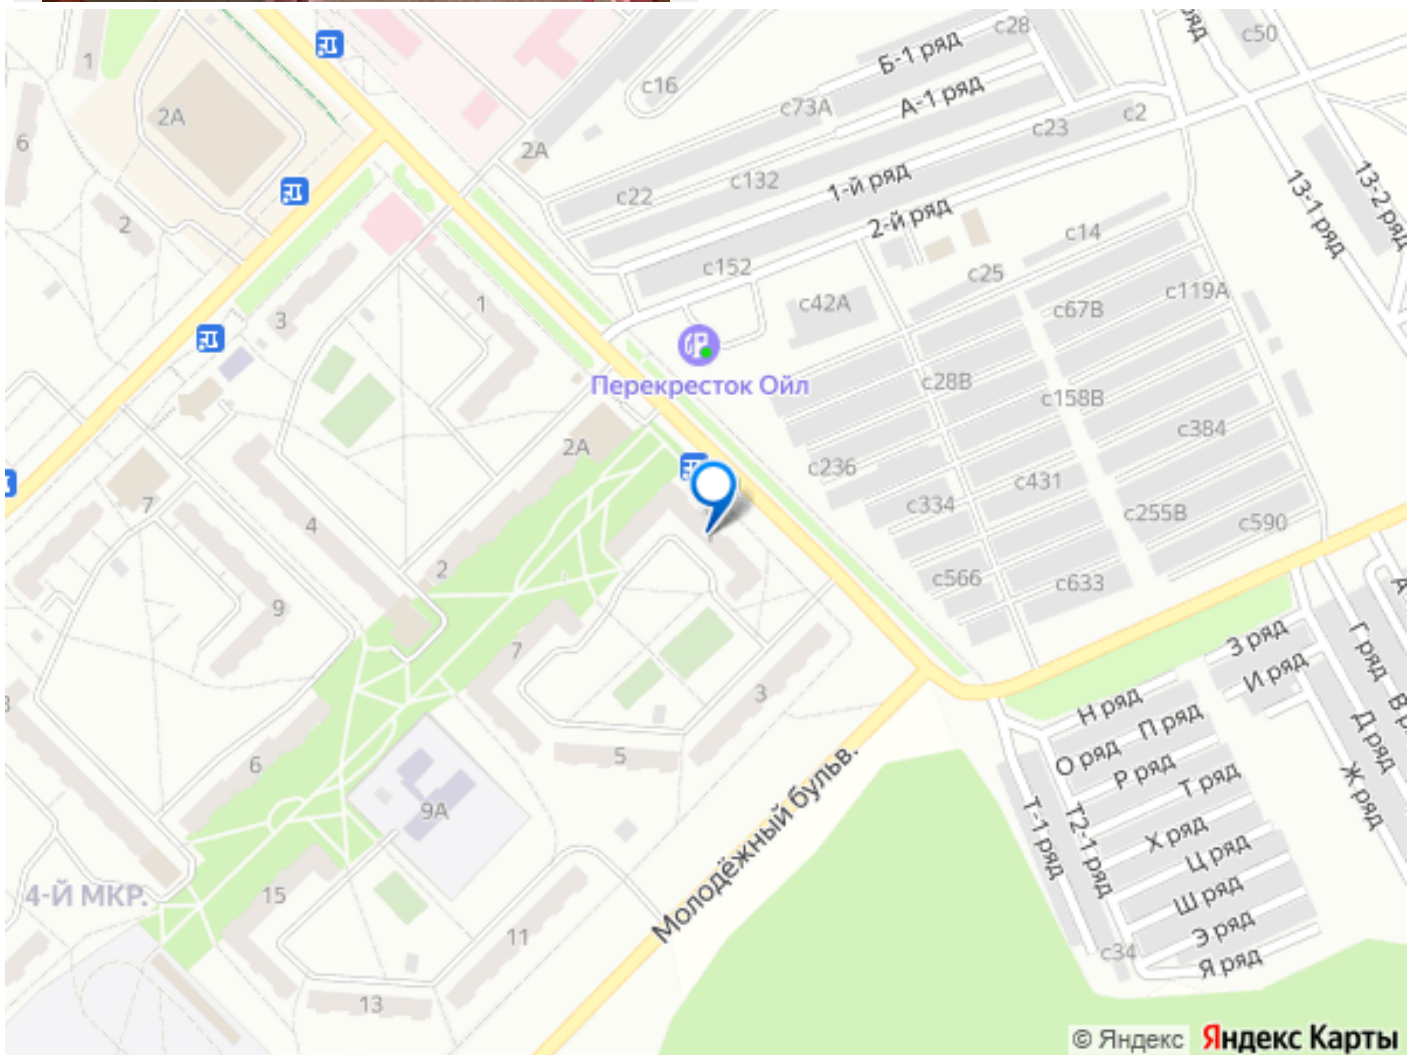 1
6
2А
2
с16
с28
с50
ряд
Б-1 ряд
с73А
А-1 ряд
с23
с2
2А
с22
с132
1-й ряд
2-й ряд
13-1 ряд
13-2 ряд
с152
с14
с25
с42А
с67В
с119А
3
1
Перекресток Ойл
с28В
с158В
с384
2А
с236
с334
с431
с255В
с590
7
4
2
9
с566
с633
7
3
5
6
9А
З ряд
И ряд
Г ряд
А
В р
Н ряд
П ряд
О ряд
Р ряд
Т ряд
Д ряд
Ж ряд
Т-1 ряд
Т2-1 ряд
Х ряд
Ц ряд
Ш ряд
Э ряд
Я ряд
с34
Молодёжный бульв.
4-Й МКР.
15
11
13
© Яндекс Яндекс Карты